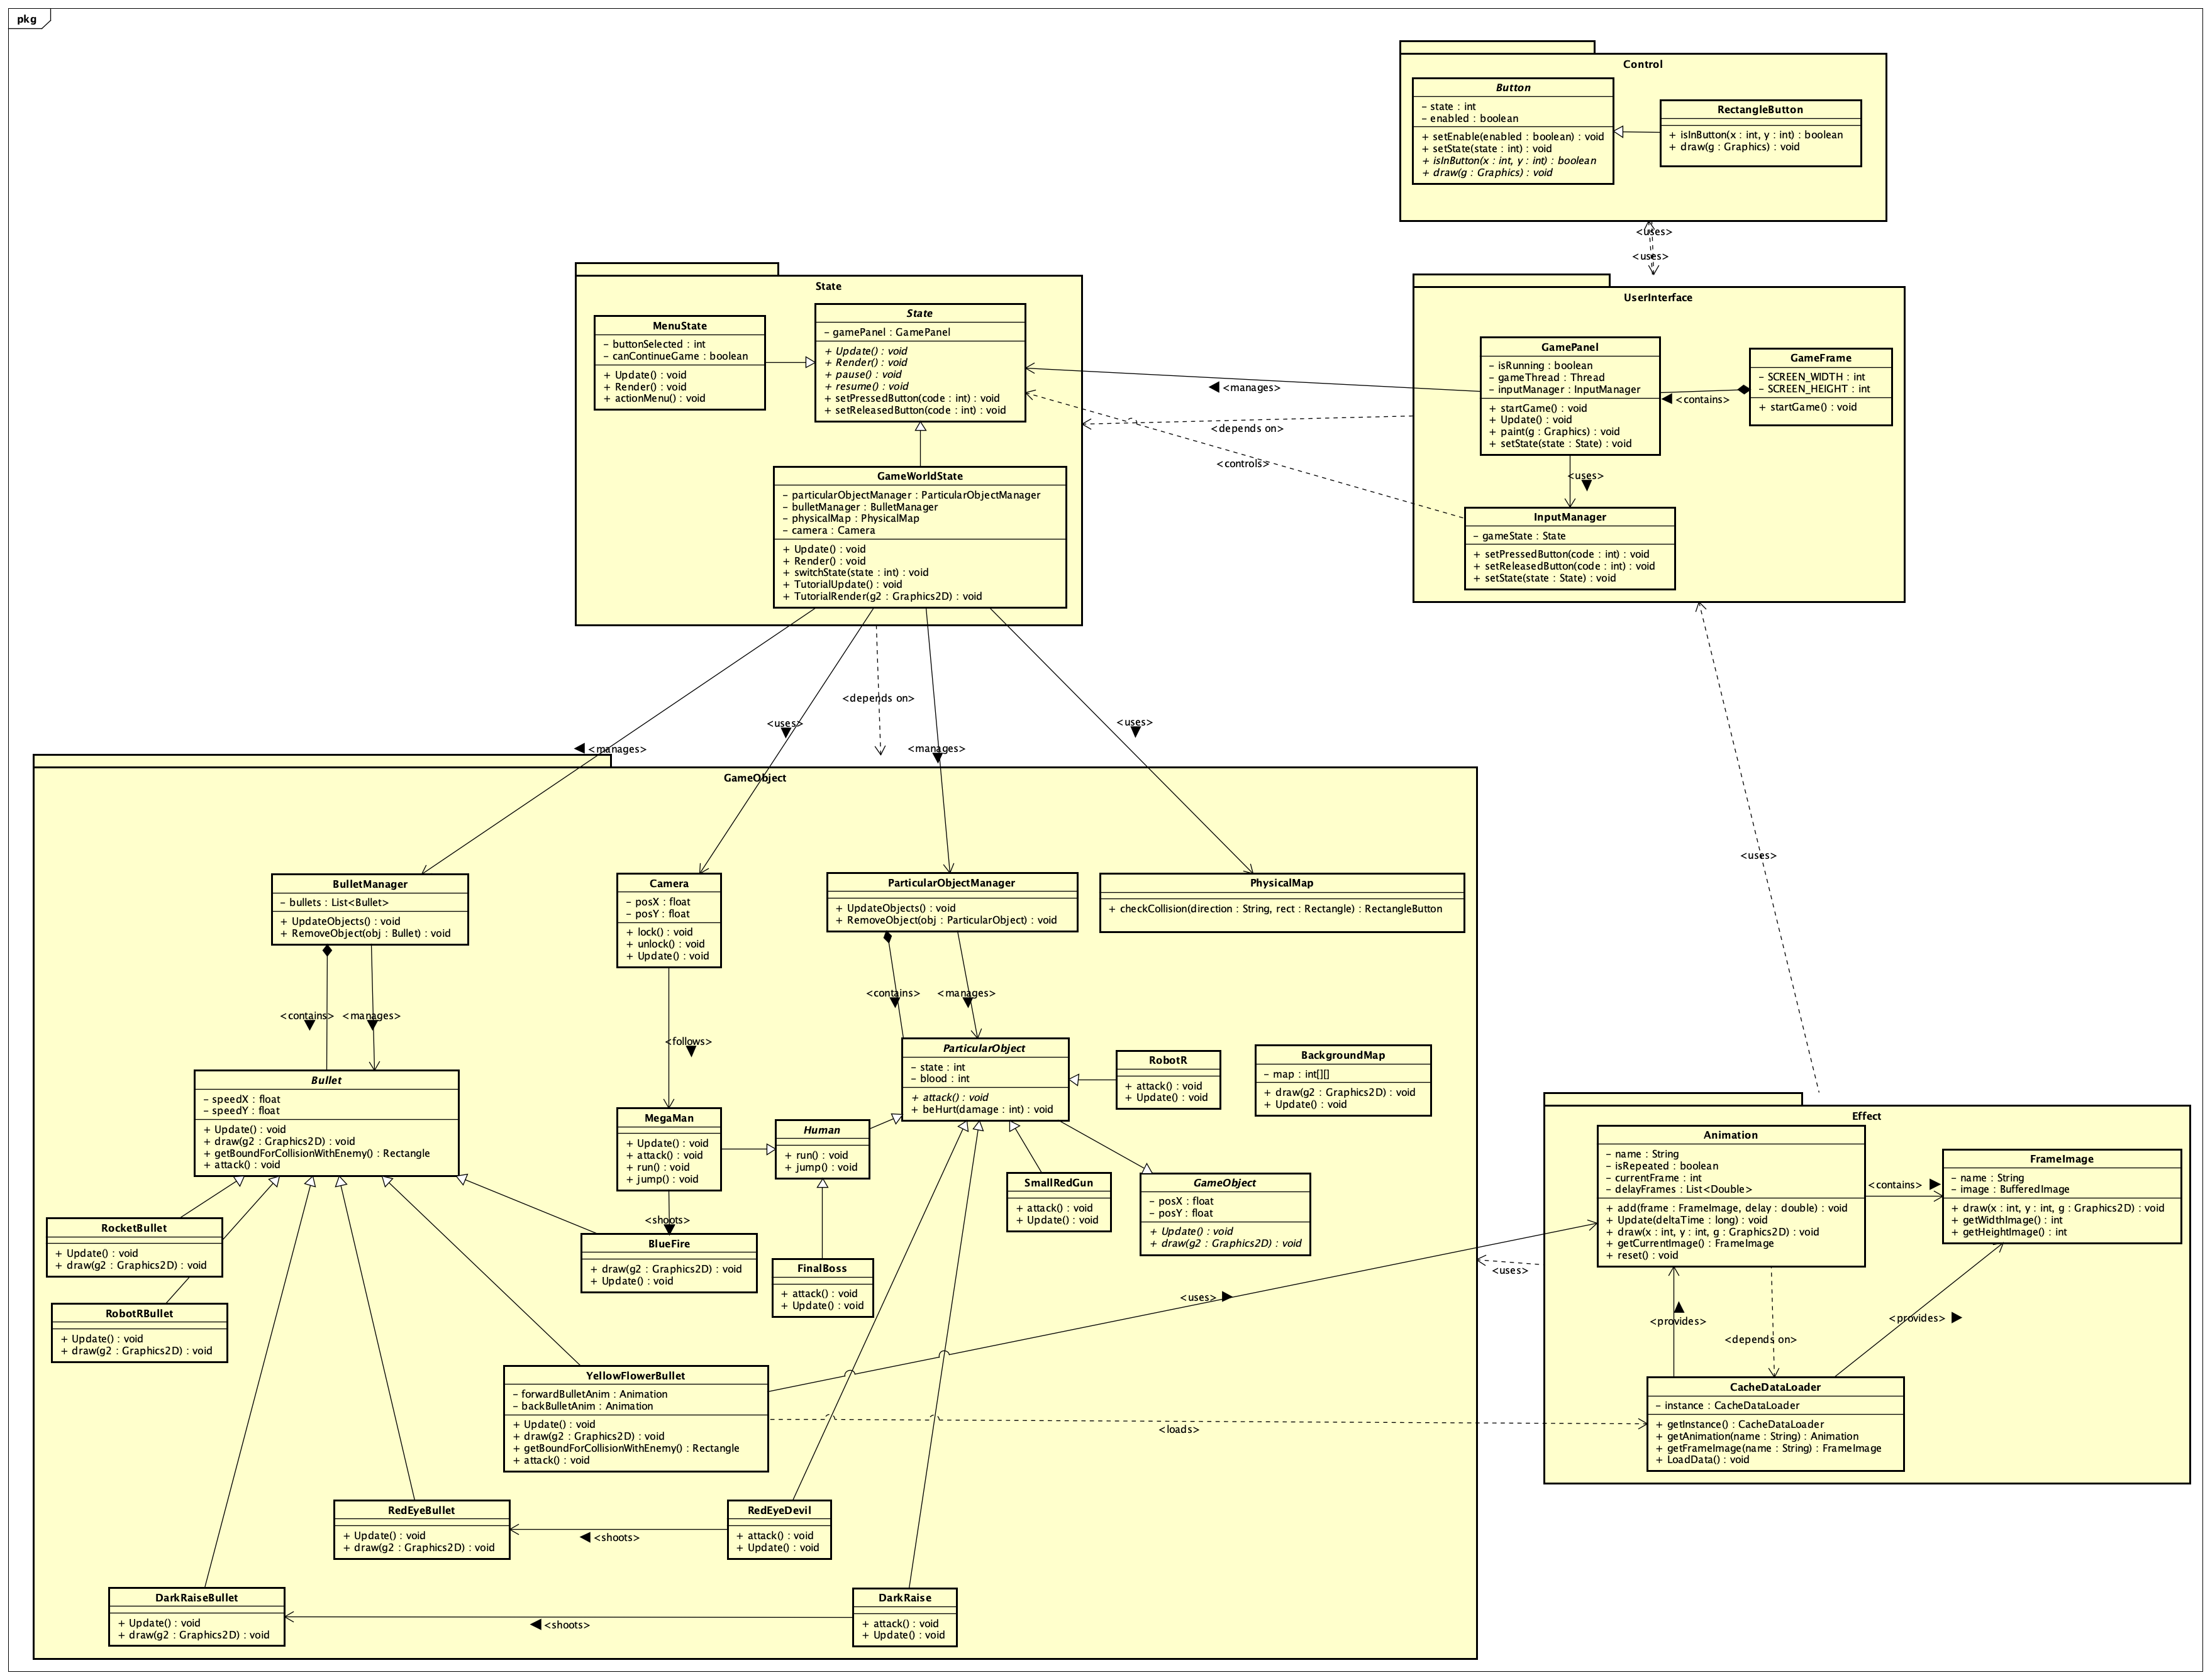 pkg
Control
Button
– state : int
– enabled : boolean
+ setEnable(enabled : boolean) : void
+ setState(state : int) : void
+ isInButton(x : int, y : int) : boolean
+ draw(g : Graphics) : void
RectangleButton
+ isInButton(x : int, y : int) : boolean
+ draw(g : Graphics) : void
<uses>
<uses>
State
MenuState
– buttonSelected : int
– canContinueGame : boolean
+ Update() : void
+ Render() : void
+ actionMenu() : void
State
– gamePanel : GamePanel
+ Update() : void
+ Render() : void
+ pause() : void
+ resume() : void
+ setPressedButton(code : int) : void
+ setReleasedButton(code : int) : void
GameWorldState
– particularObjectManager : ParticularObjectManager
– bulletManager : BulletManager
– physicalMap : PhysicalMap
– camera : Camera
+ Update() : void
+ Render() : void
+ switchState(state : int) : void
+ TutorialUpdate() : void
+ TutorialRender(g2 : Graphics2D) : void
<manages>
<depends on>
<controls>
UserInterface
GamePanel
– isRunning : boolean
– gameThread : Thread
– inputManager : InputManager
+ startGame() : void
+ Update() : void
+ paint(g : Graphics) : void
+ setState(state : State) : void
<contains>
GameFrame
– SCREEN_WIDTH : int
– SCREEN_HEIGHT : int
+ startGame() : void
<uses>
InputManager
– gameState : State
+ setPressedButton(code : int) : void
+ setReleasedButton(code : int) : void
+ setState(state : State) : void
<manages>
<uses>
<depends on>
<manages>
<uses>
<uses>
GameObject
BulletManager
– bullets : List<Bullet>
+ UpdateObjects() : void
+ RemoveObject(obj : Bullet) : void
Camera
– posX : float
– posY : float
+ lock() : void
+ unlock() : void
+ Update() : void
ParticularObjectManager
+ UpdateObjects() : void
+ RemoveObject(obj : ParticularObject) : void
PhysicalMap
+ checkCollision(direction : String, rect : Rectangle) : RectangleButton
<contains>
<manages>
<follows>
<contains>
<manages>
Bullet
– speedX : float
– speedY : float
+ Update() : void
+ draw(g2 : Graphics2D) : void
+ getBoundForCollisionWithEnemy() : Rectangle
+ attack() : void
MegaMan
+ Update() : void
+ attack() : void
+ run() : void
+ jump() : void
Human
+ run() : void
+ jump() : void
ParticularObject
– state : int
– blood : int
+ attack() : void
+ beHurt(damage : int) : void
RobotR
+ attack() : void
+ Update() : void
BackgroundMap
– map : int[][]
+ draw(g2 : Graphics2D) : void
+ Update() : void
SmallRedGun
+ attack() : void
+ Update() : void
GameObject
– posX : float
– posY : float
+ Update() : void
+ draw(g2 : Graphics2D) : void
RocketBullet
+ Update() : void
+ draw(g2 : Graphics2D) : void
RobotRBullet
+ Update() : void
+ draw(g2 : Graphics2D) : void
<shoots>
BlueFire
+ draw(g2 : Graphics2D) : void
+ Update() : void
FinalBoss
+ attack() : void
+ Update() : void
YellowFlowerBullet
– forwardBulletAnim : Animation
– backBulletAnim : Animation
+ Update() : void
+ draw(g2 : Graphics2D) : void
+ getBoundForCollisionWithEnemy() : Rectangle
+ attack() : void
<uses>
<loads>
<uses>
RedEyeBullet
+ Update() : void
+ draw(g2 : Graphics2D) : void
<shoots>
RedEyeDevil
+ attack() : void
+ Update() : void
DarkRaiseBullet
+ Update() : void
+ draw(g2 : Graphics2D) : void
<shoots>
DarkRaise
+ attack() : void
+ Update() : void
Effect
Animation
– name : String
– isRepeated : boolean
– currentFrame : int
– delayFrames : List<Double>
+ add(frame : FrameImage, delay : double) : void
+ Update(deltaTime : long) : void
+ draw(x : int, y : int, g : Graphics2D) : void
+ getCurrentImage() : FrameImage
+ reset() : void
<contains>
FrameImage
– name : String
– image : BufferedImage
+ draw(x : int, y : int, g : Graphics2D) : void
+ getWidthImage() : int
+ getHeightImage() : int
<provides>
<depends on>
<provides>
CacheDataLoader
– instance : CacheDataLoader
+ getInstance() : CacheDataLoader
+ getAnimation(name : String) : Animation
+ getFrameImage(name : String) : FrameImage
+ LoadData() : void
<uses>